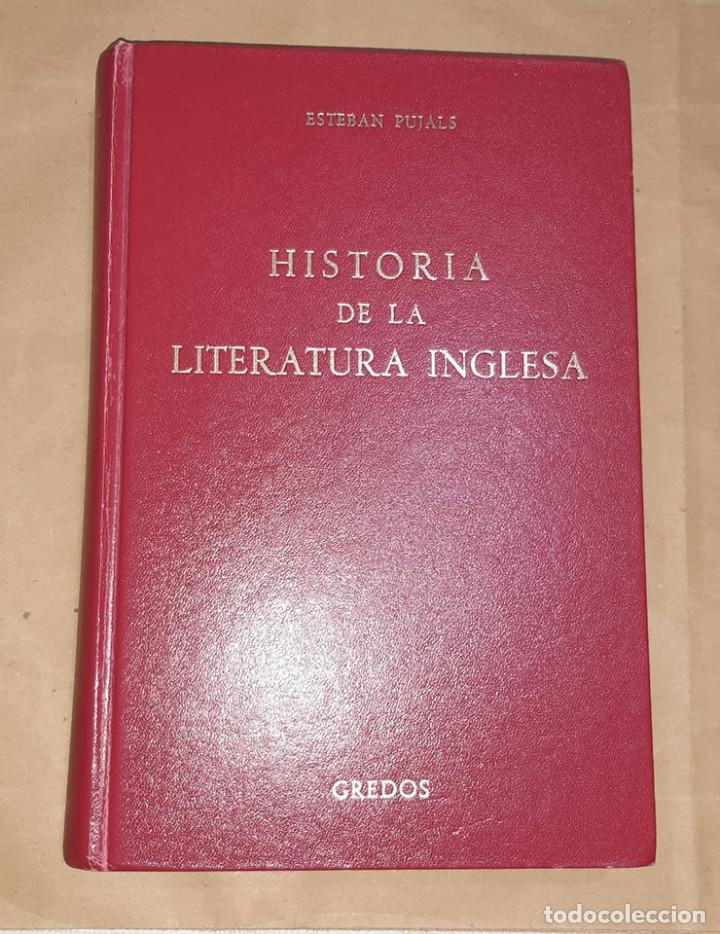 ESTEBAN PUJALS
HISTORIA
DE LA
LITERATURA INGLESA
GREDOS
todocoleccion